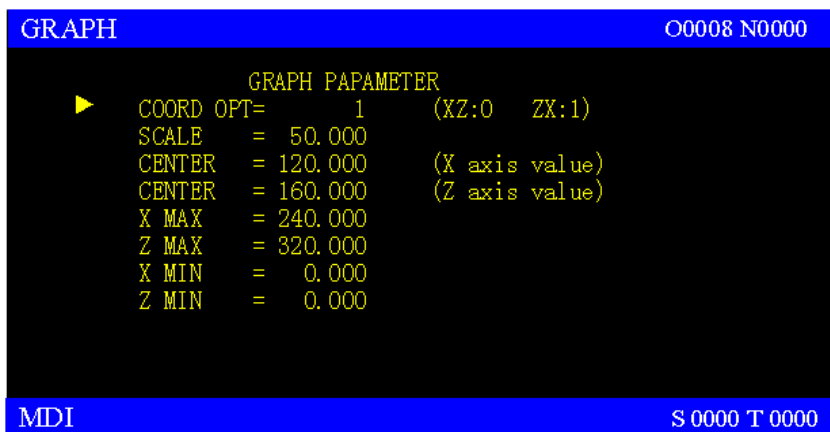 GRAPH O0008 N0000
GRAPH PAPAMETER
COORD OPT= 1 (XZ:0 ZX:1)
SCALE = 50.000
CENTER = 120.000 (X axis value)
CENTER = 160.000 (Z axis value)
X MAX = 240.000
Z MAX = 320.000
X MIN = 0.000
Z MIN = 0.000
MDI S 0000 T 0000